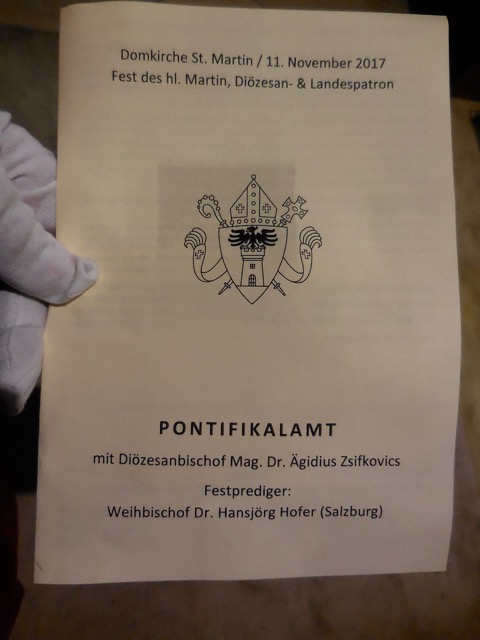 Domkirche St. Martin / 11. November 2017
Fest des hl. Martin, Diözesan- & Landespatron
PONTIFIKALAMT
mit Diözesanbischof Mag. Dr. Ägidius Zsifkovics
Festprediger:
Weihbischof Dr. Hansjörg Hofer (Salzburg)